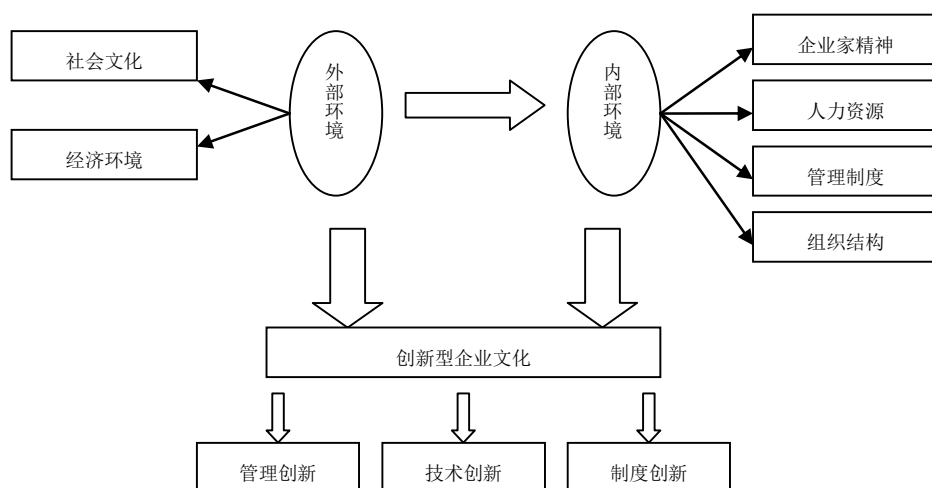 企业家精神
社会文化
外部环境
内部环境
人力资源
经济环境
管理制度
组织结构
创新型企业文化
管理创新
技术创新
制度创新